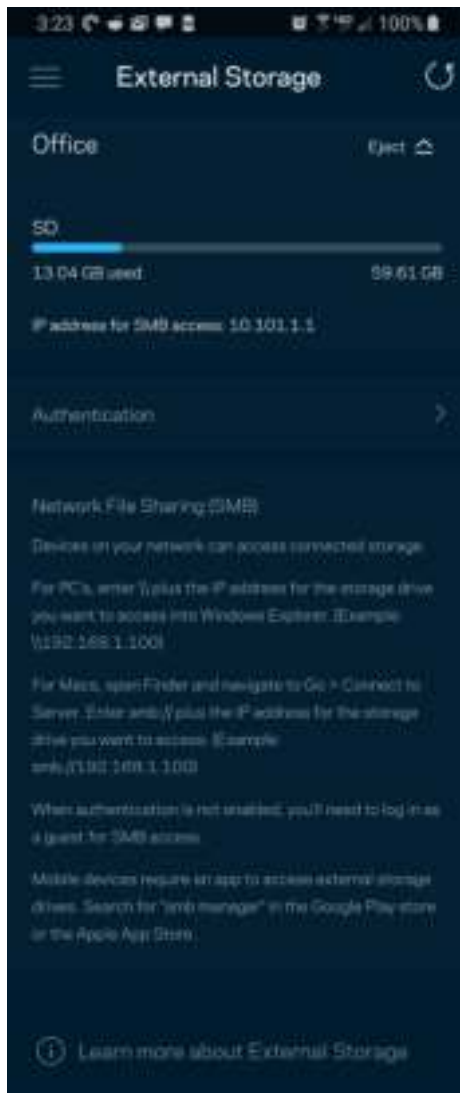 3:23 100%
External Storage
Office Eject
SD
13.04 GB used 59.61 GB
IP address for SMB access: 10.101.1.1
Authentication
Network File Sharing (SMB)
Devices on your network can access connected storage.
For PCs, enter \\ plus the IP address for the storage drive
you want to access into Windows Explorer. (Example:
\\192.168.1.100)
For Macs, open Finder and navigate to Go > Connect to
Server. Enter smb:// plus the IP address for the storage
drive you want to access. (Example:
smb://192.168.1.100)
When authentication is not enabled, you'll need to log in as
a guest for SMB access.
Mobile devices require an app to access external storage
drives. Search for "smb manager" in the Google Play store
or the Apple App Store.
Learn more about External Storage